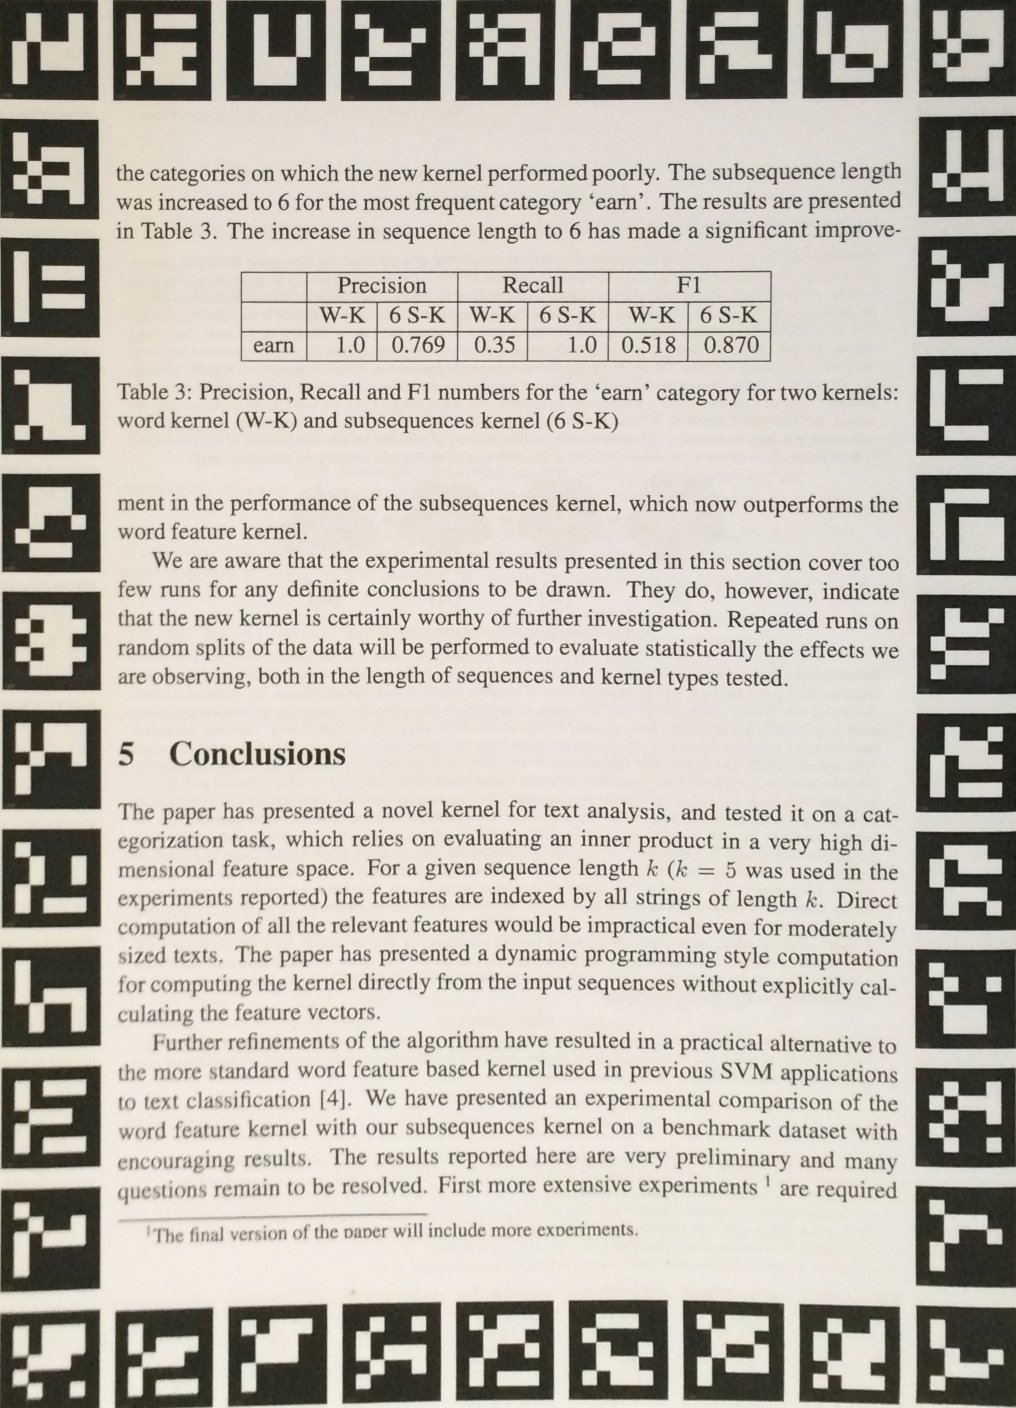 the categories on which the new kernel performed poorly. The subsequence length
was increased to 6 for the most frequent category ‘earn’. The results are presented
in Table 3. The increase in sequence length to 6 has made a significant improve-
Precision Recall F1
W-K 6 S-K W-K 6 S-K W-K 6 S-K
earn 1.0 0.769 0.35 1.0 0.518 0.870
Table 3: Precision, Recall and F1 numbers for the ‘earn’ category for two kernels:
word kernel (W-K) and subsequences kernel (6 S-K)
ment in the performance of the subsequences kernel, which now outperforms the
word feature kernel.
We are aware that the experimental results presented in this section cover too
few runs for any definite conclusions to be drawn. They do, however, indicate
that the new kernel is certainly worthy of further investigation. Repeated runs on
random splits of the data will be performed to evaluate statistically the effects we
are observing, both in the length of sequences and kernel types tested.
5 Conclusions
The paper has presented a novel kernel for text analysis, and tested it on a cat-
egorization task, which relies on evaluating an inner product in a very high di-
mensional feature space. For a given sequence length k (k = 5 was used in the
experiments reported) the features are indexed by all strings of length k. Direct
computation of all the relevant features would be impractical even for moderately
sized texts. The paper has presented a dynamic programming style computation
for computing the kernel directly from the input sequences without explicitly cal-
culating the feature vectors.
Further refinements of the algorithm have resulted in a practical alternative to
the more standard word feature based kernel used in previous SVM applications
to text classification [4]. We have presented an experimental comparison of the
word feature kernel with our subsequences kernel on a benchmark dataset with
encouraging results. The results reported here are very preliminary and many
questions remain to be resolved. First more extensive experiments ¹ are required
¹The final version of the paper will include more experiments.